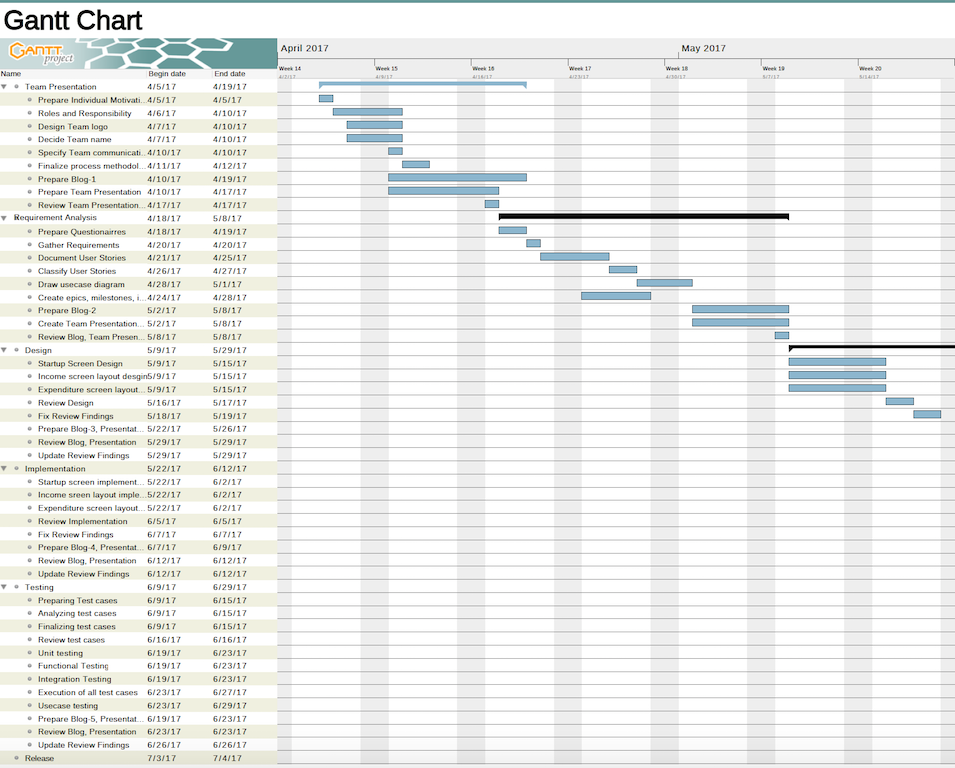 Gantt Chart
GANTT project
April 2017 May 2017
Week 14 Week 15 Week 16 Week 17 Week 18 Week 19 Week 20
4/2/17 4/9/17 4/16/17 4/23/17 4/30/17 5/7/17 5/14/17
Name Begin date End date
Team Presentation 4/5/17 4/19/17
Prepare Individual Motivati... 4/5/17 4/5/17
Roles and Responsibility 4/6/17 4/10/17
Design Team logo 4/7/17 4/10/17
Decide Team name 4/7/17 4/10/17
Specify Team communicati... 4/10/17 4/10/17
Finalize process methodol... 4/11/17 4/12/17
Prepare Blog-1 4/10/17 4/19/17
Prepare Team Presentation 4/10/17 4/17/17
Review Team Presentation... 4/17/17 4/17/17
Requirement Analysis 4/18/17 5/8/17
Prepare Questionairres 4/18/17 4/19/17
Gather Requirements 4/20/17 4/20/17
Document User Stories 4/21/17 4/25/17
Classify User Stories 4/26/17 4/27/17
Draw usecase diagram 4/28/17 5/1/17
Create epics, milestones, i... 4/24/17 4/28/17
Prepare Blog-2 5/2/17 5/8/17
Create Team Presentation... 5/2/17 5/8/17
Review Blog, Team Presen... 5/8/17 5/8/17
Design 5/9/17 5/29/17
Startup Screen Design 5/9/17 5/15/17
Income screen layout desgin 5/9/17 5/15/17
Expenditure screen layout... 5/9/17 5/15/17
Review Design 5/16/17 5/17/17
Fix Review Findings 5/18/17 5/19/17
Prepare Blog-3, Presentat... 5/22/17 5/26/17
Review Blog, Presentation 5/29/17 5/29/17
Update Review Findings 5/29/17 5/29/17
Implementation 5/22/17 6/12/17
Startup screen implement... 5/22/17 6/2/17
Income sreen layout imple... 5/22/17 6/2/17
Expenditure screen layout... 5/22/17 6/2/17
Review Implementation 6/5/17 6/5/17
Fix Review Findings 6/7/17 6/7/17
Prepare Blog-4, Presentat... 6/7/17 6/9/17
Review Blog, Presentation 6/12/17 6/12/17
Update Review Findings 6/12/17 6/12/17
Testing 6/9/17 6/29/17
Preparing Test cases 6/9/17 6/15/17
Analyzing test cases 6/9/17 6/15/17
Finalizing test cases 6/9/17 6/15/17
Review test cases 6/16/17 6/16/17
Unit testing 6/19/17 6/23/17
Functional Testing 6/19/17 6/23/17
Integration Testing 6/19/17 6/23/17
Execution of all test cases 6/23/17 6/27/17
Usecase testing 6/23/17 6/29/17
Prepare Blog-5, Presentat... 6/19/17 6/23/17
Review Blog, Presentation 6/23/17 6/23/17
Update Review Findings 6/26/17 6/26/17
Release 7/3/17 7/4/17